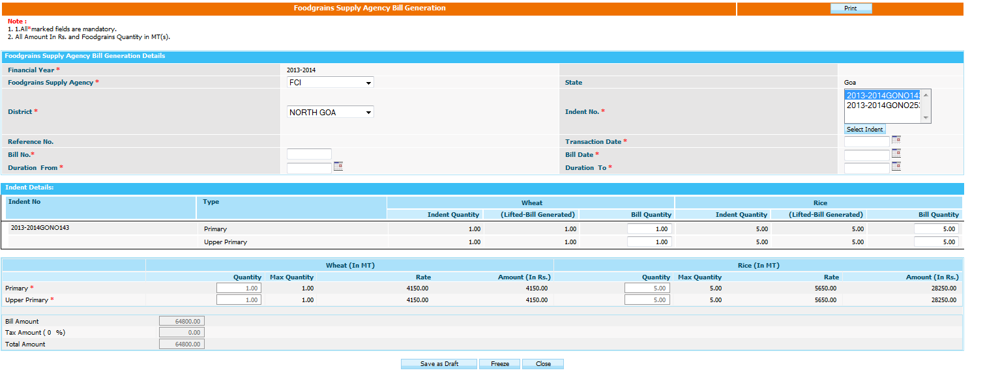 Foodgrains Supply Agency Bill Generation Print
Note :
1. 1.All*marked fields are mandatory.
2. All Amount In Rs. and Foodgrains Quantity in MT(s).
Foodgrains Supply Agency Bill Generation Details
Financial Year * 2013-2014
Foodgrains Supply Agency * FCI State Goa
District * NORTH GOA Indent No. * 2013-2014GONO143
2013-2014GONO253
Select Indent
Reference No. Transaction Date *
Bill No.* Bill Date *
Duration From * Duration To *
Indent Details:
Indent No Type Wheat Rice
Indent Quantity (Lifted-Bill Generated) Bill Quantity Indent Quantity (Lifted-Bill Generated) Bill Quantity
2013-2014GONO143 Primary 1.00 1.00 1.00 5.00 5.00 5.00
Upper Primary 1.00 1.00 1.00 5.00 5.00 5.00
Wheat (In MT) Rice (In MT)
Quantity Max Quantity Rate Amount (In Rs.) Quantity Max Quantity Rate Amount (In Rs.)
Primary * 1.00 1.00 4150.00 4150.00 5.00 5.00 5650.00 28250.00
Upper Primary * 1.00 1.00 4150.00 4150.00 5.00 5.00 5650.00 28250.00
Bill Amount 64800.00
Tax Amount ( 0 %) 0.00
Total Amount 64800.00
Save as Draft Freeze Close